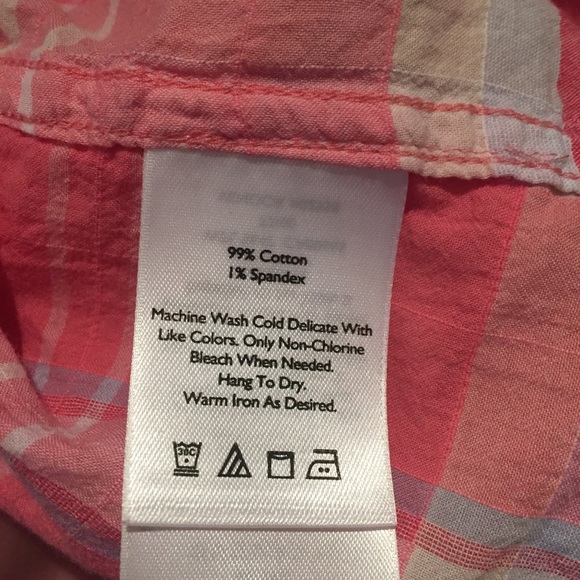 99% Cotton
1% Spandex
Machine Wash Cold Delicate With
Like Colors. Only Non-Chlorine
Bleach When Needed.
Hang To Dry.
Warm Iron As Desired.
30C